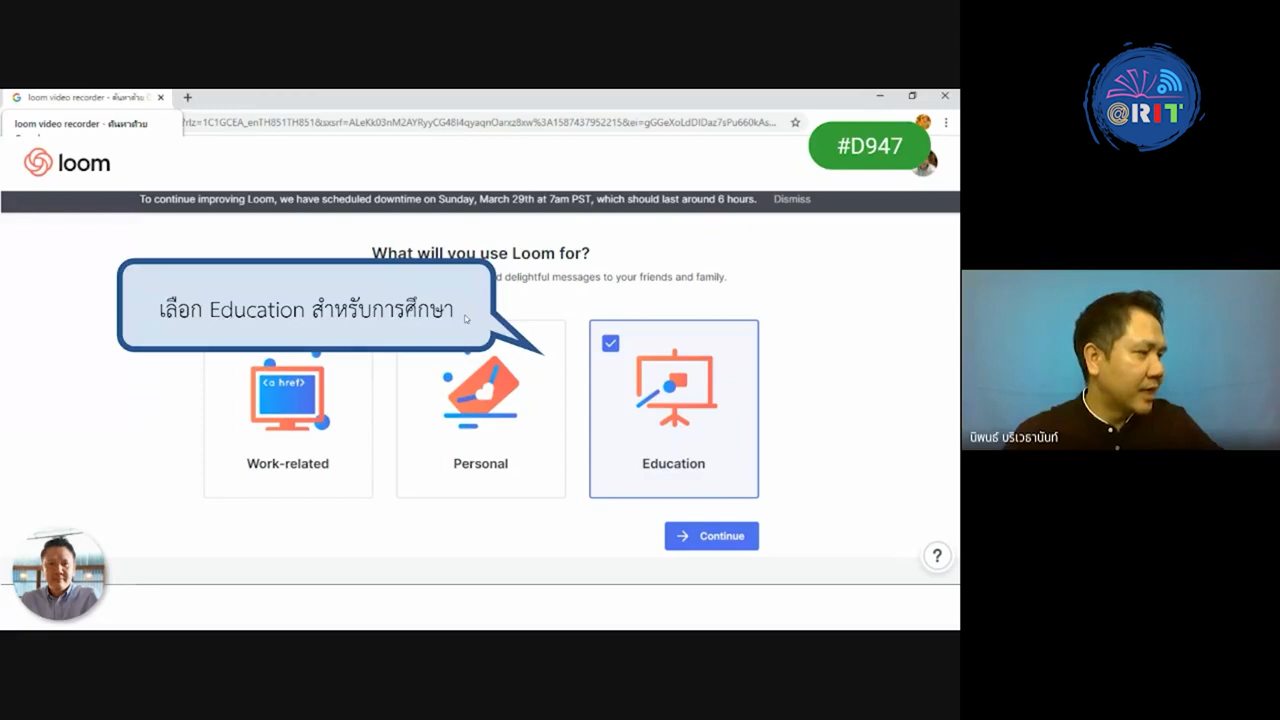 loom video recorder - ค้นหาด้วย
loom video recorder - ค้นหาด้วย
#D947
@RIT
loom
To continue improving Loom, we have scheduled downtime on Sunday, March 29th at 7am PST, which should last around 6 hours. Dismiss
What will you use Loom for?
delightful messages to your friends and family.
เลือก Education สำหรับการศึกษา
<a href>
Work-related
Personal
Education
นิพนธ์ บริเวธานันท์
Continue
?